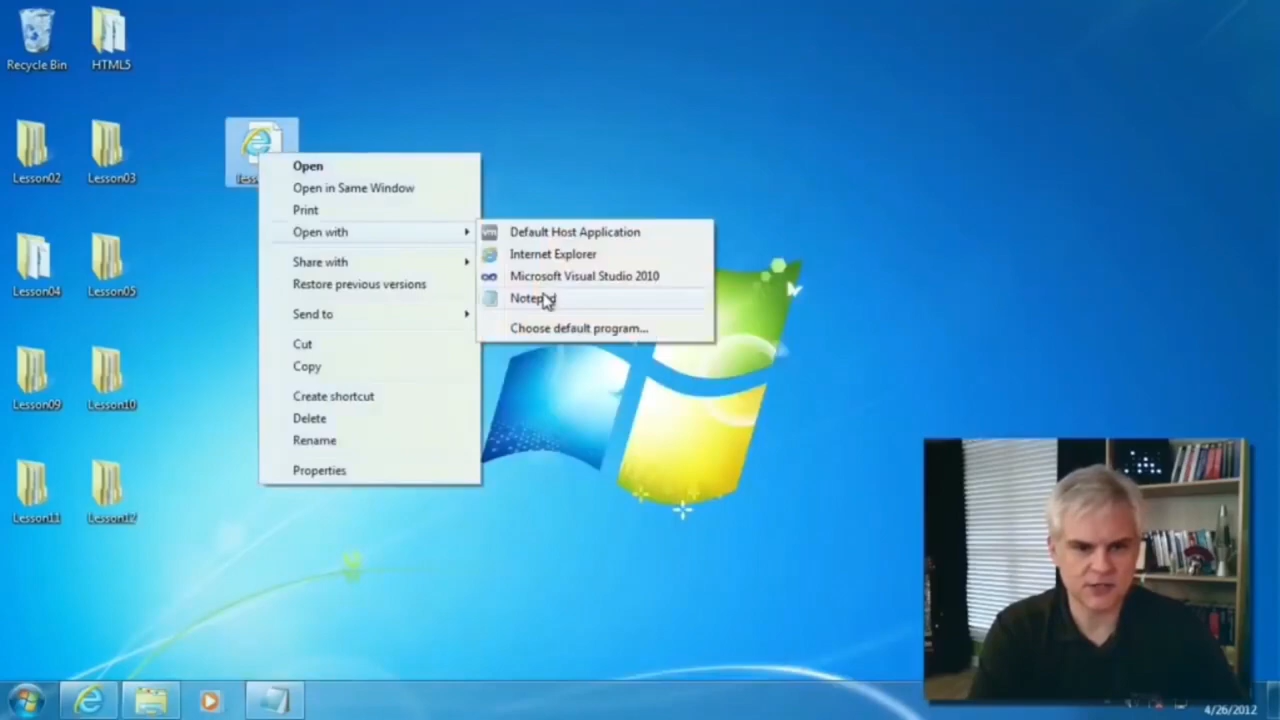 Recycle Bin
HTML5
Lesson02
Lesson03
Lesson04
Lesson05
Lesson09
Lesson10
Lesson11
Lesson12
Open
Open in Same Window
Print
Open with
Share with
Restore previous versions
Send to
Cut
Copy
Create shortcut
Delete
Rename
Properties
vm Default Host Application
Internet Explorer
Microsoft Visual Studio 2010
Notepad
Choose default program...
4/26/2012